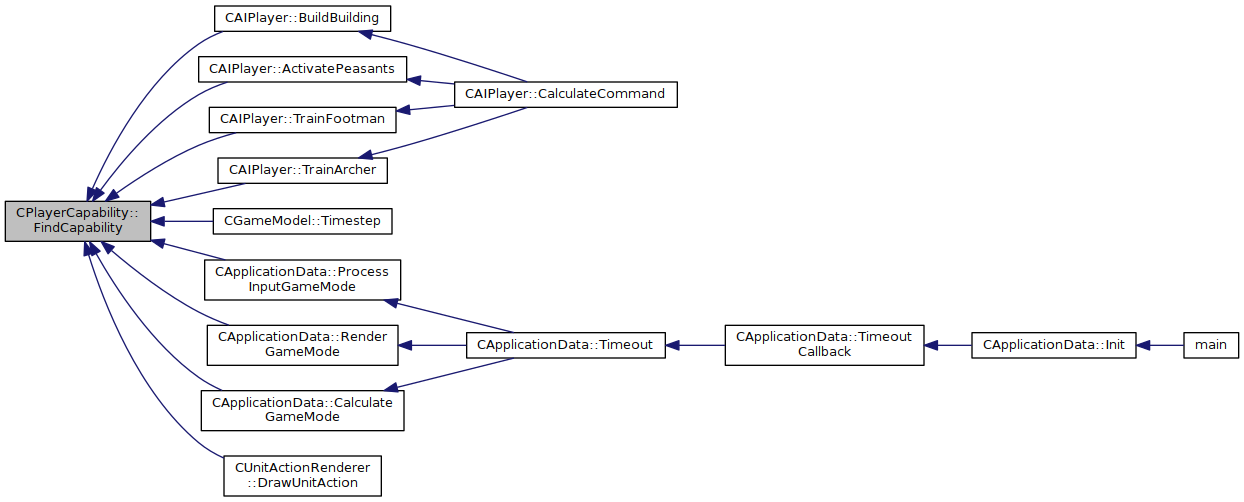 CAIPlayer::BuildBuilding
CAIPlayer::ActivatePeasants
CAIPlayer::CalculateCommand
CAIPlayer::TrainFootman
CAIPlayer::TrainArcher
CPlayerCapability::
FindCapability
CGameModel::Timestep
CApplicationData::Process
InputGameMode
CApplicationData::Render
GameMode
CApplicationData::Timeout
CApplicationData::Timeout
Callback
CApplicationData::Init
main
CApplicationData::Calculate
GameMode
CUnitActionRenderer
::DrawUnitAction